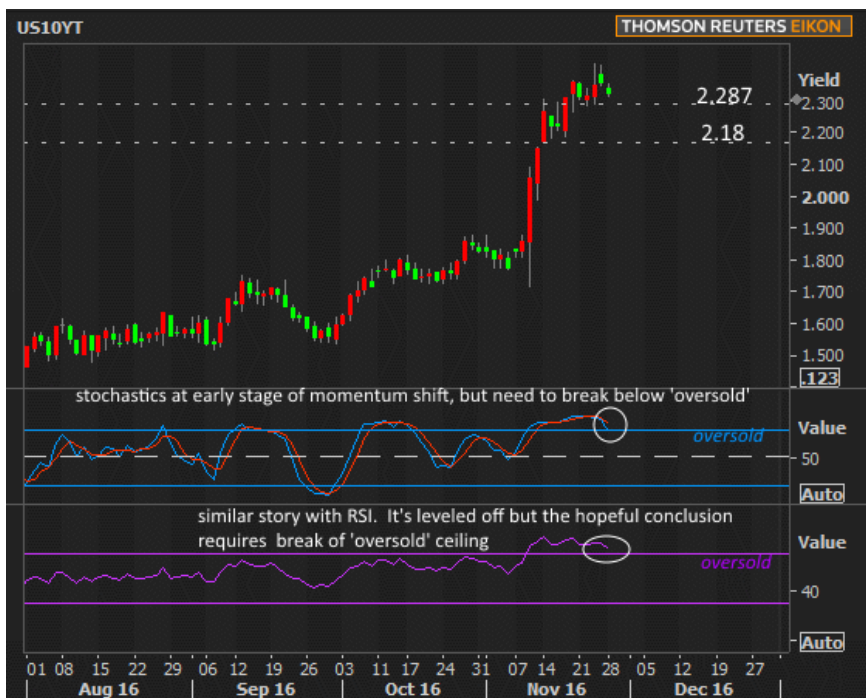 US10YT
THOMSON REUTERS EIKON
Yield
2.287
2.300
2.18
2.200
2.100
2.000
1.900
1.800
1.700
1.600
1.500
.123
stochastics at early stage of momentum shift, but need to break below 'oversold'
Value
oversold
50
Auto
similar story with RSI. It's leveled off but the hopeful conclusion
requires break of 'oversold' ceiling
Value
oversold
40
Auto
01 08 15 22 29 06 12 19 26 03 11 17 24 31 07 14 21 28 05 12 19 27
Aug 16 Sep 16 Oct 16 Nov 16 Dec 16